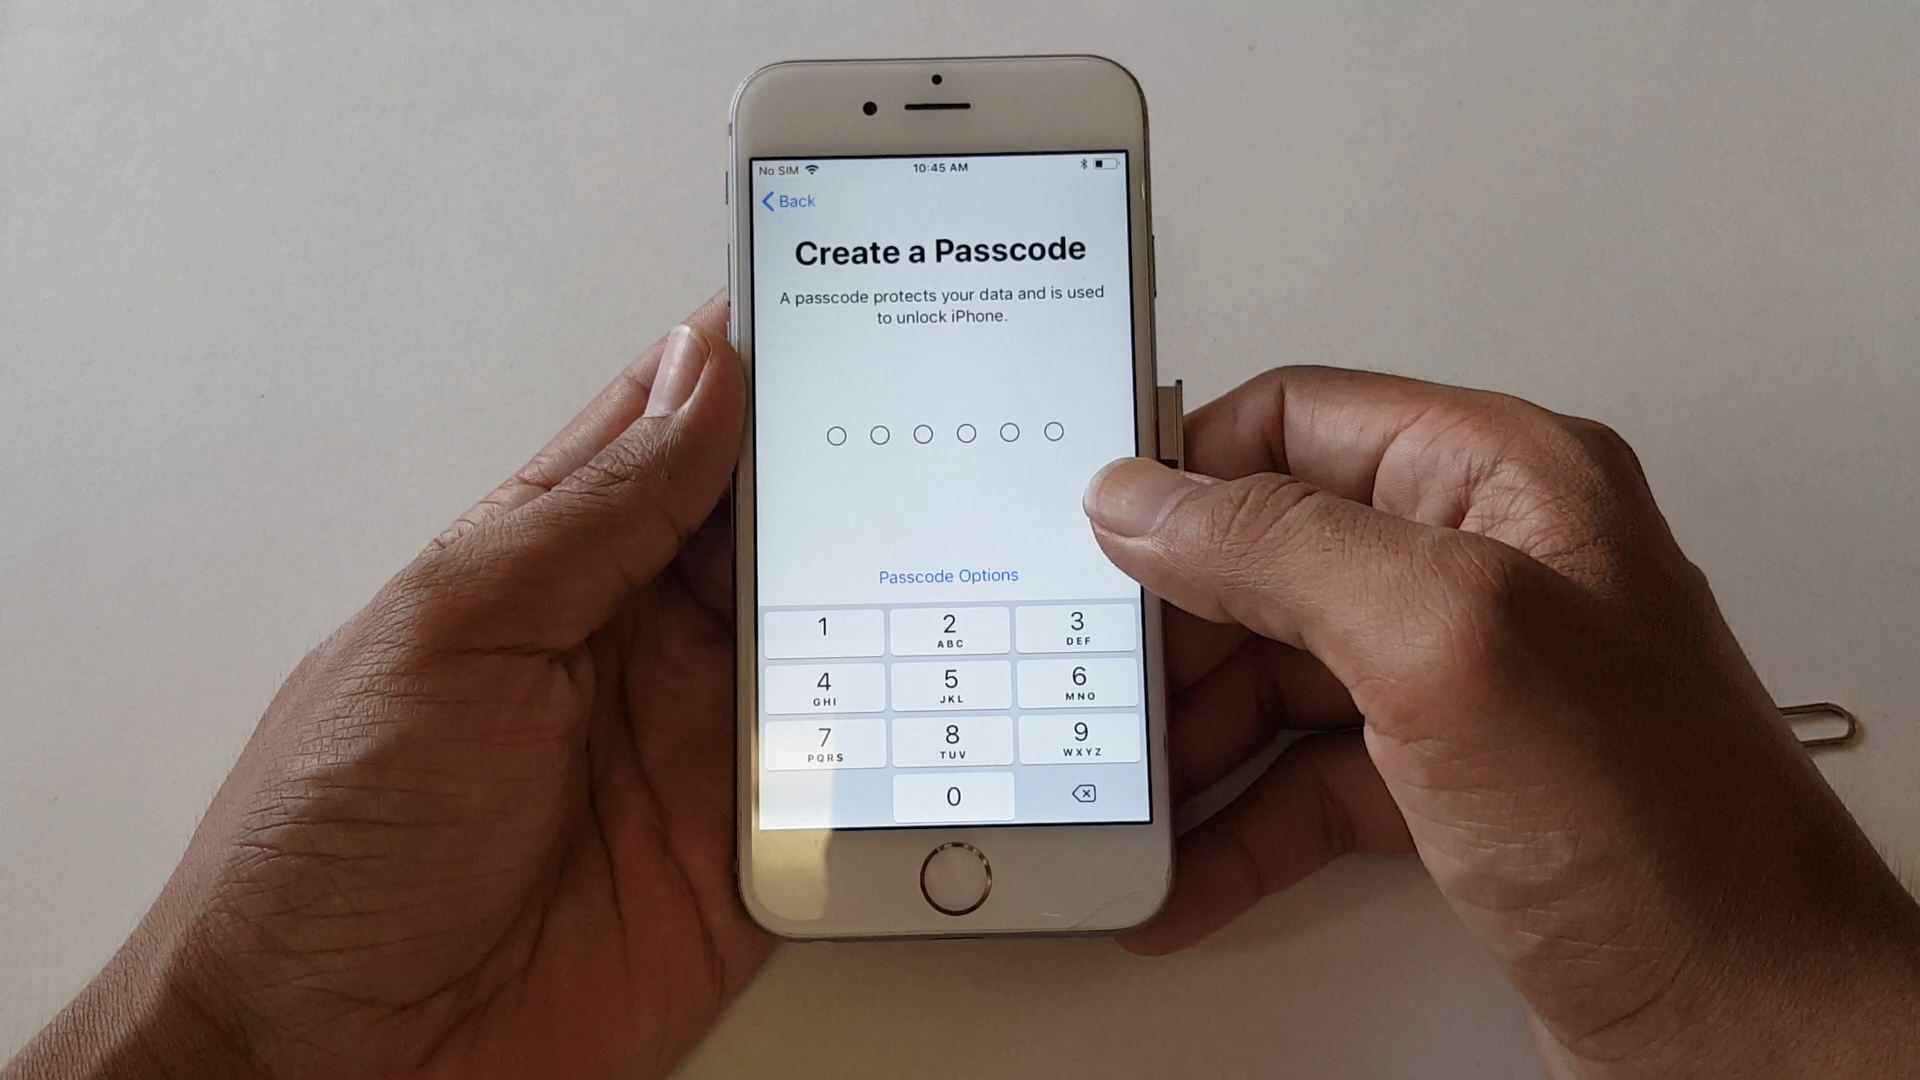 No SIM 10:45 AM
Back
Create a Passcode
A passcode protects your data and is used
to unlock iPhone.
Passcode Options
1 2 3
ABC DEF
4 5 6
GHI JKL MNO
7 8 9
PQRS TUV WXYZ
0